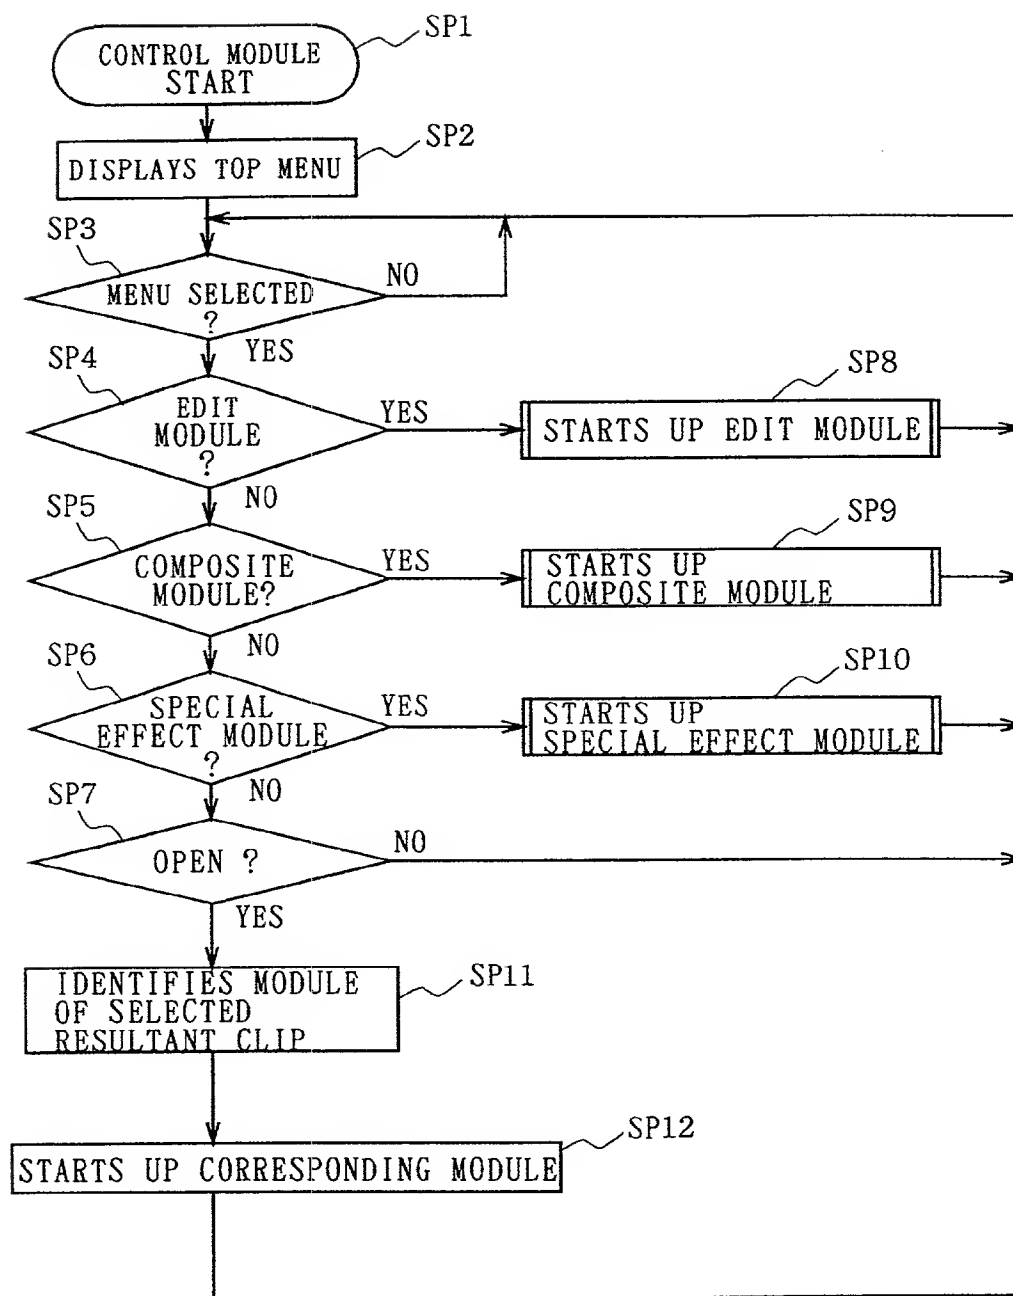 SP1
CONTROL MODULE
START
SP2
DISPLAYS TOP MENU
SP3
NO
MENU SELECTED
?
YES
SP4
EDIT
MODULE
?
YES
SP8
STARTS UP EDIT MODULE
NO
SP5
COMPOSITE
MODULE?
YES
SP9
STARTS UP
COMPOSITE MODULE
NO
SP6
SPECIAL
EFFECT MODULE
?
YES
SP10
STARTS UP
SPECIAL EFFECT MODULE
NO
SP7
OPEN ?
NO
YES
IDENTIFIES MODULE
OF SELECTED
RESULTANT CLIP
SP11
SP12
STARTS UP CORRESPONDING MODULE